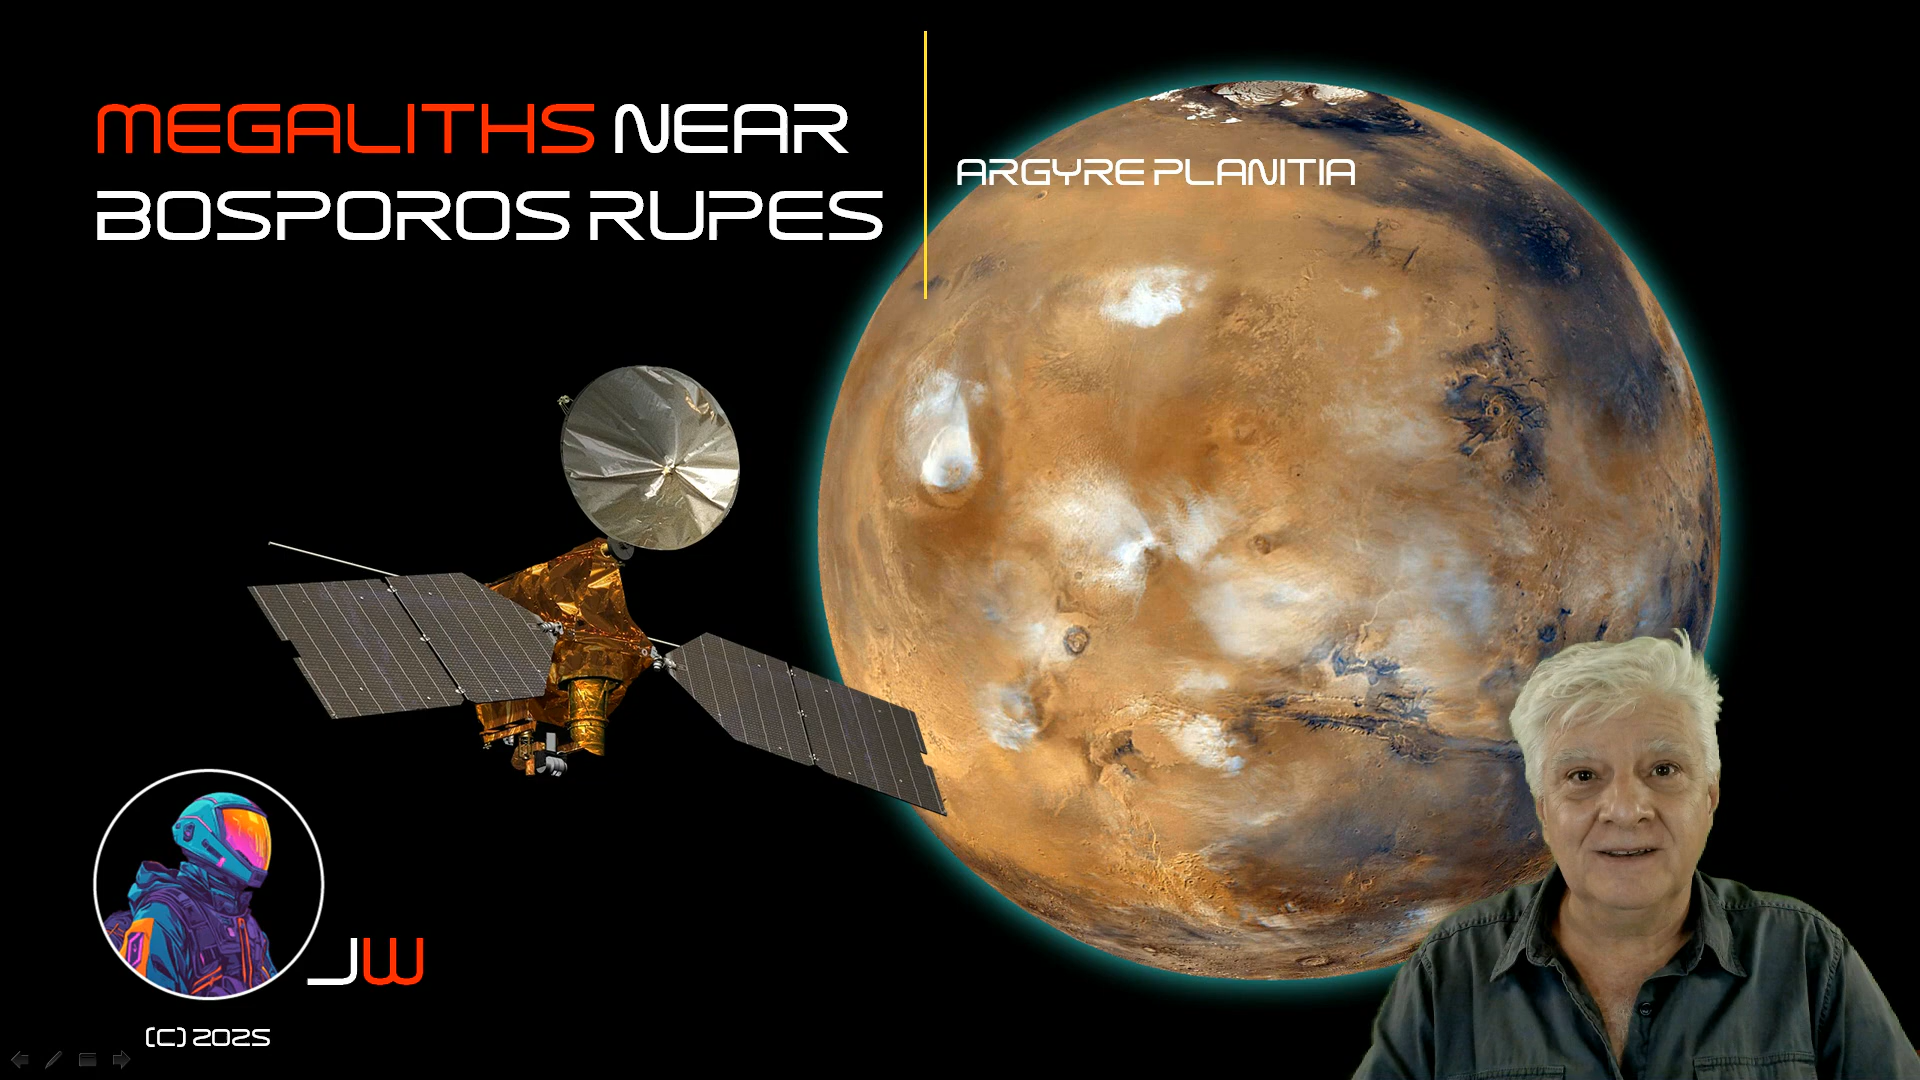 MEGALITHS NEAR
BOSPOROS RUPES
ARGYRE PLANITIA
JW
(C) 2025